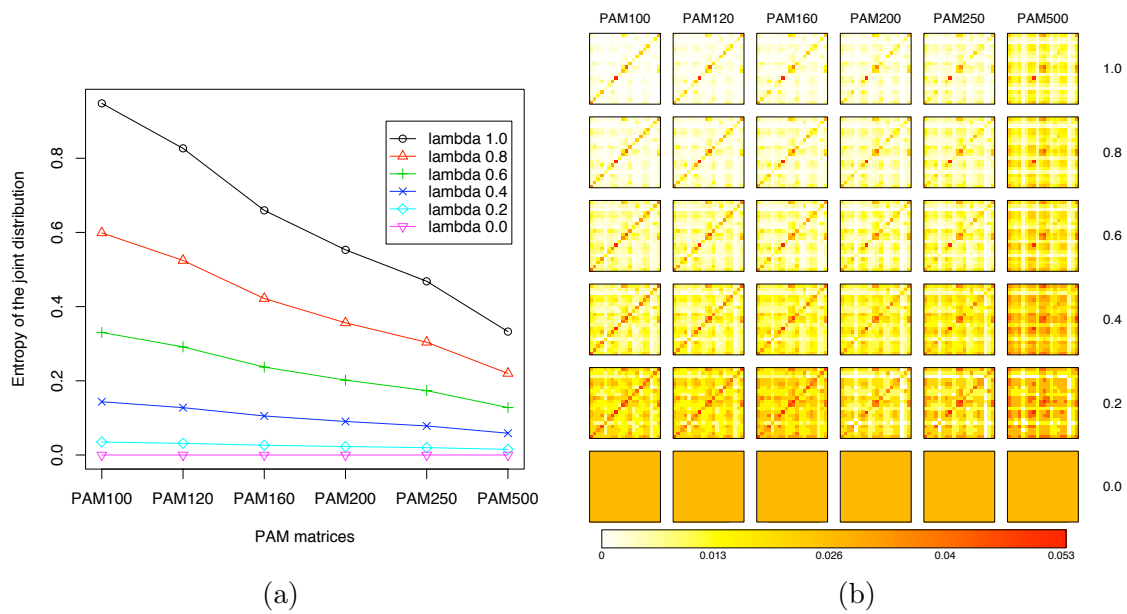 Entropy of the joint distribution
0.0 0.2 0.4 0.6 0.8
lambda 1.0
lambda 0.8
lambda 0.6
lambda 0.4
lambda 0.2
lambda 0.0
PAM100 PAM120 PAM160 PAM200 PAM250 PAM500
PAM matrices
(a)
PAM100 PAM120 PAM160 PAM200 PAM250 PAM500
1.0
0.8
0.6
0.4
0.2
0.0
0 0.013 0.026 0.04 0.053
(b)